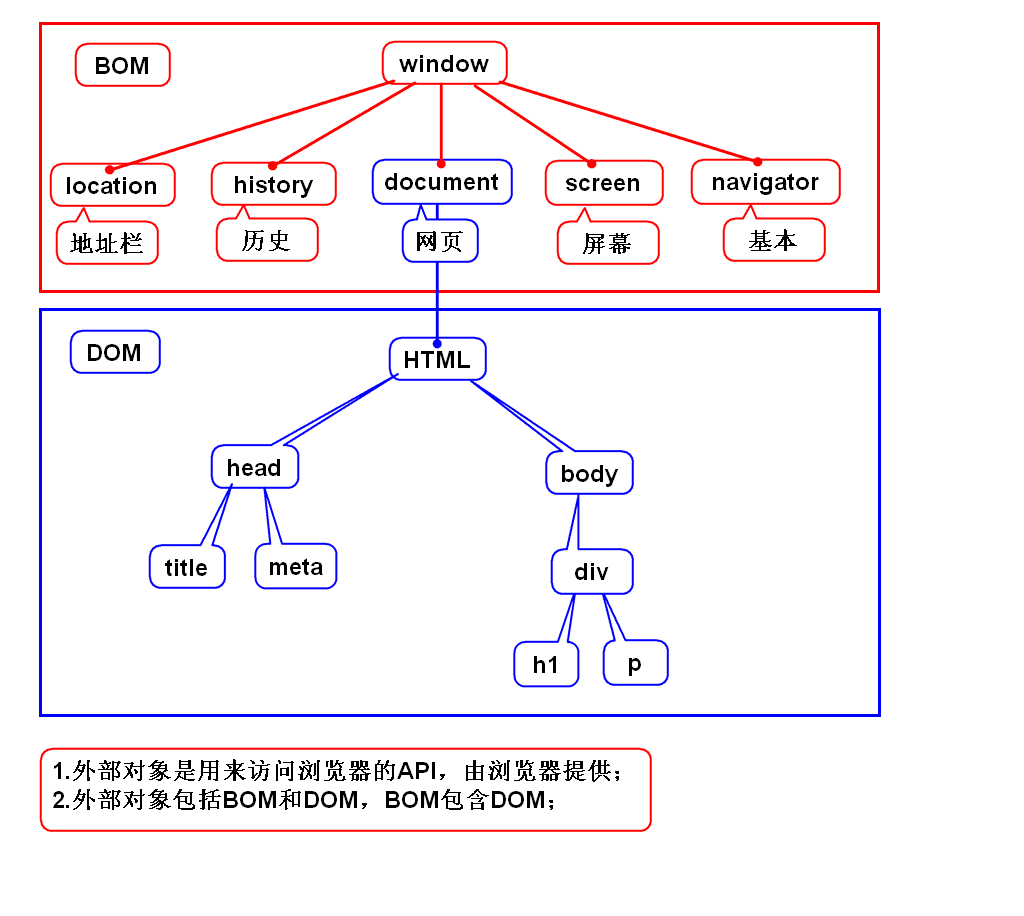 BOM
window
location
history
document
screen
navigator
地址栏
历史
网页
屏幕
基本
DOM
HTML
head
body
title
meta
div
h1
p
1.外部对象是用来访问浏览器的API，由浏览器提供；
2.外部对象包括BOM和DOM，BOM包含DOM；